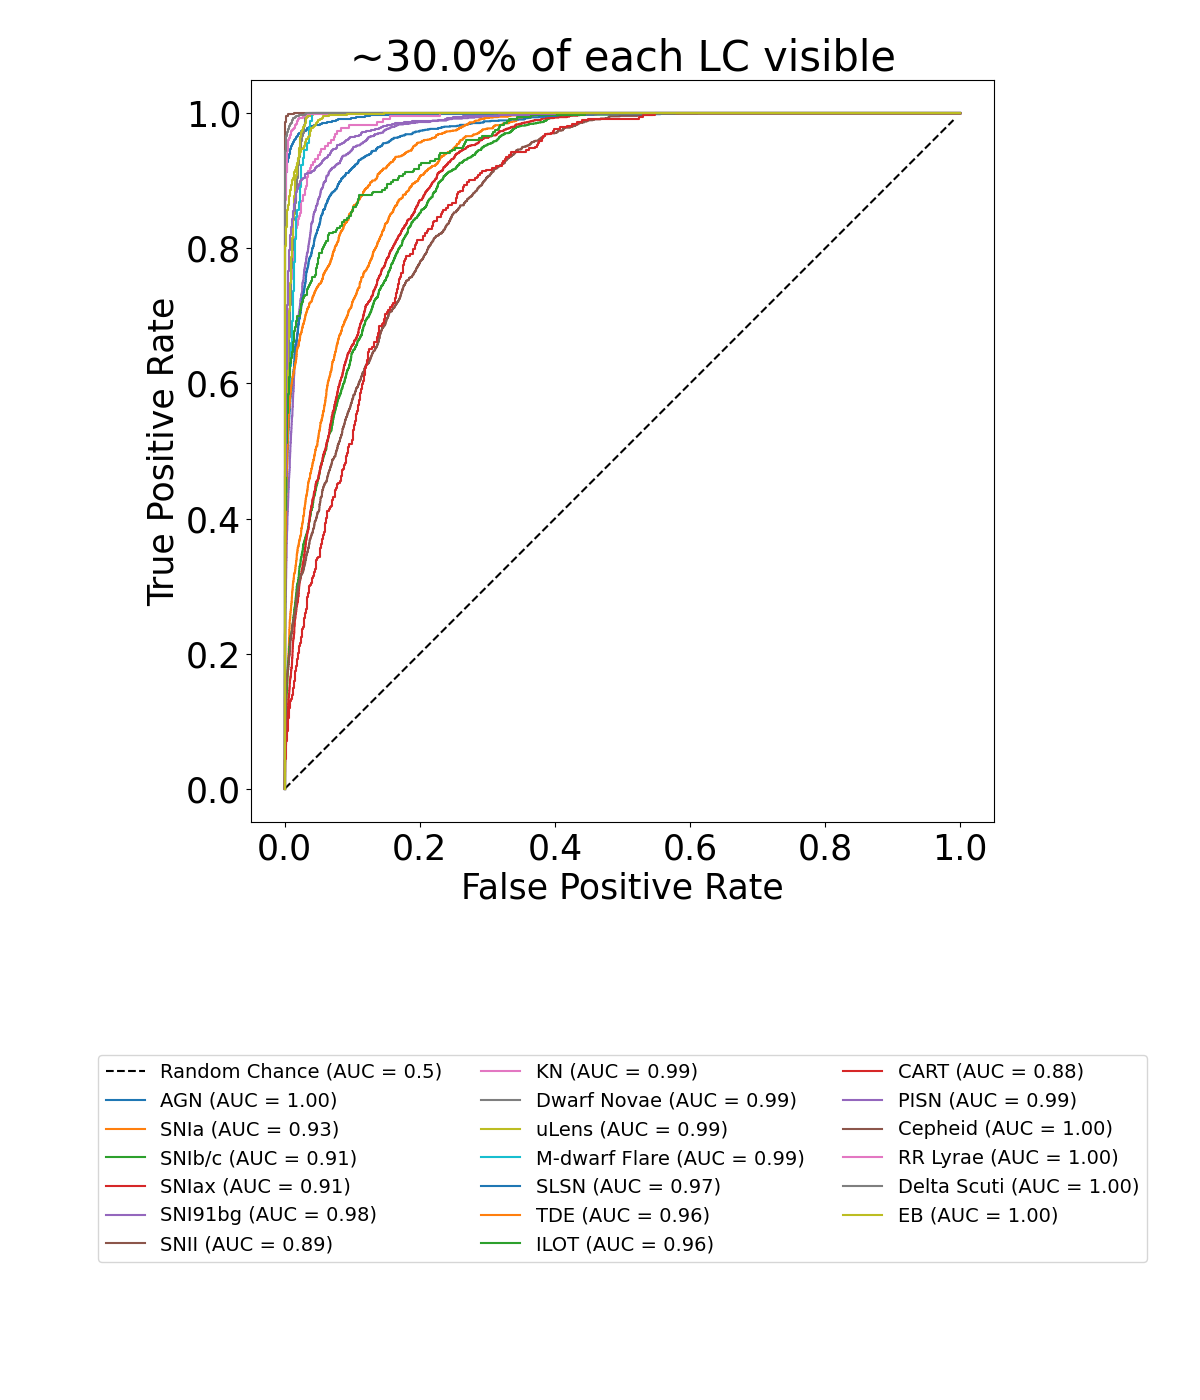 ~30.0% of each LC visible
1.0
0.8
0.6
0.4
0.2
0.0
True Positive Rate
0.0 0.2 0.4 0.6 0.8 1.0
False Positive Rate
Random Chance (AUC = 0.5)
AGN (AUC = 1.00)
SNIa (AUC = 0.93)
SNIb/c (AUC = 0.91)
SNIax (AUC = 0.91)
SNI91bg (AUC = 0.98)
SNII (AUC = 0.89)
KN (AUC = 0.99)
Dwarf Novae (AUC = 0.99)
uLens (AUC = 0.99)
M-dwarf Flare (AUC = 0.99)
SLSN (AUC = 0.97)
TDE (AUC = 0.96)
ILOT (AUC = 0.96)
CART (AUC = 0.88)
PISN (AUC = 0.99)
Cepheid (AUC = 1.00)
RR Lyrae (AUC = 1.00)
Delta Scuti (AUC = 1.00)
EB (AUC = 1.00)